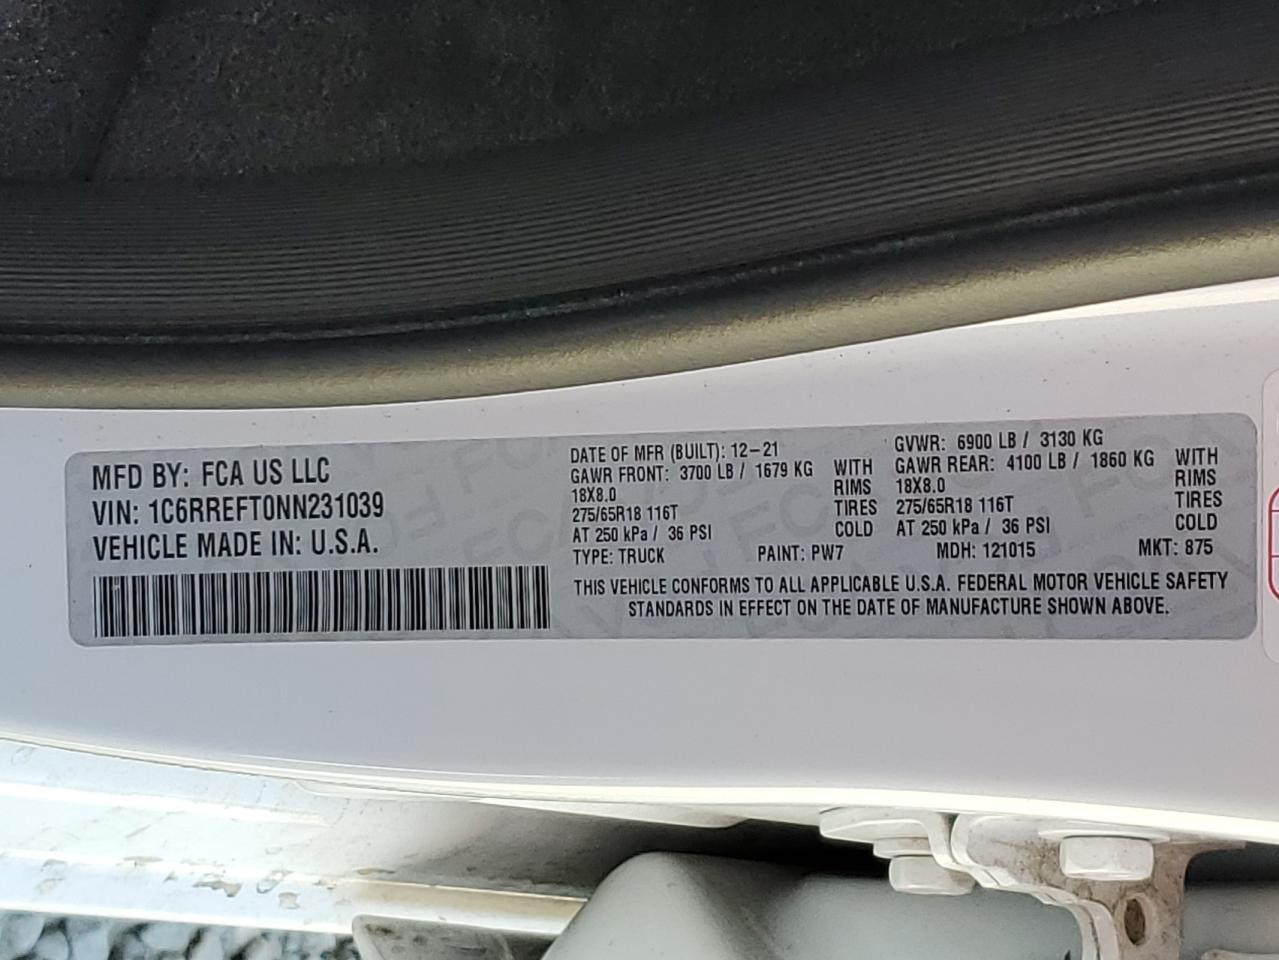 MFD BY: FCA US LLC
VIN: 1C6RREFT0NN231039
VEHICLE MADE IN: U.S.A.
DATE OF MFR (BUILT): 12-21
GAWR FRONT: 3700 LB / 1679 KG WITH
18X8.0 RIMS
275/65R18 116T TIRES
AT 250 kPa / 36 PSI COLD
GVWR: 6900 LB / 3130 KG
GAWR REAR: 4100 LB / 1860 KG WITH
18X8.0 RIMS
275/65R18 116T TIRES
AT 250 kPa / 36 PSI COLD
TYPE: TRUCK PAINT: PW7 MDH: 121015 MKT: 875
THIS VEHICLE CONFORMS TO ALL APPLICABLE U.S.A. FEDERAL MOTOR VEHICLE SAFETY
STANDARDS IN EFFECT ON THE DATE OF MANUFACTURE SHOWN ABOVE.